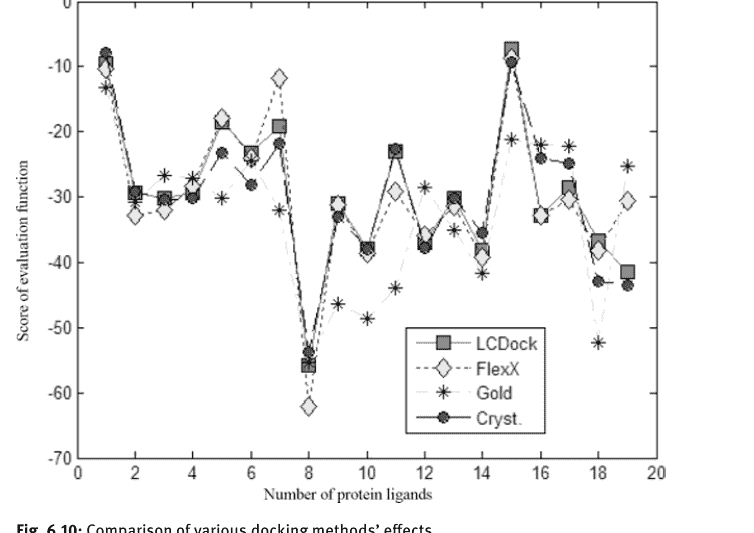 0
-10
-20
-30
-40
-50
-60
-70
Score of evaluation function
LCDock
FlexX
Gold
Cryst.
0 2 4 6 8 10 12 14 16 18 20
Number of protein ligands
Fig. 6.10: Comparison of various docking methods’ effects